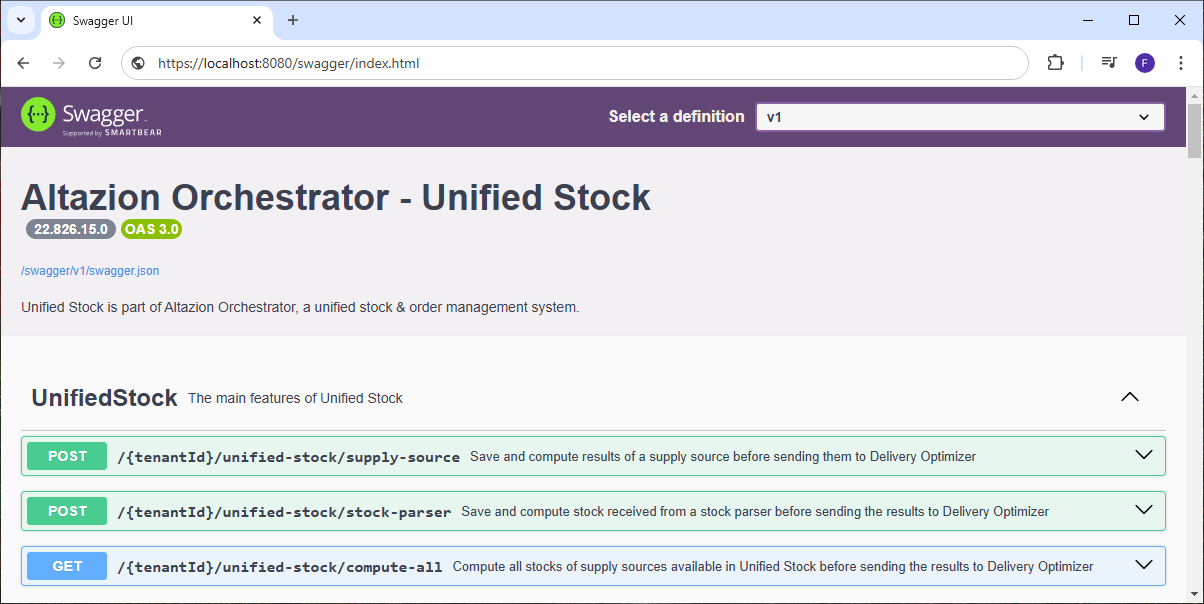 Swagger UI
https://localhost:8080/swagger/index.html
F
Swagger.
Supported by SMARTBEAR
Select a definition
v1
Altazion Orchestrator - Unified Stock
22.826.15.0 OAS 3.0
/swagger/v1/swagger.json
Unified Stock is part of Altazion Orchestrator, a unified stock & order management system.
UnifiedStock The main features of Unified Stock
POST /{tenantId}/unified-stock/supply-source Save and compute results of a supply source before sending them to Delivery Optimizer
POST /{tenantId}/unified-stock/stock-parser Save and compute stock received from a stock parser before sending the results to Delivery Optimizer
GET /{tenantId}/unified-stock/compute-all Compute all stocks of supply sources available in Unified Stock before sending the results to Delivery Optimizer